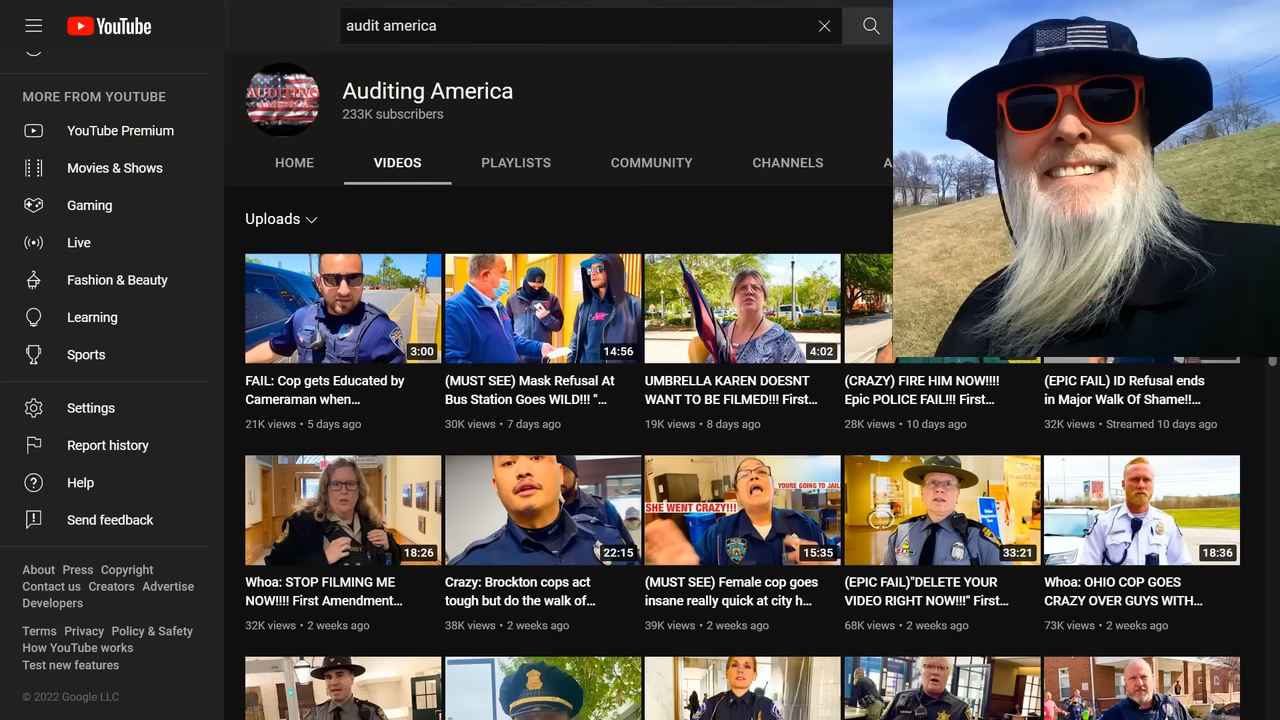 YouTube
audit america
MORE FROM YOUTUBE
YouTube Premium
Movies & Shows
Gaming
Live
Fashion & Beauty
Learning
Sports
Settings
Report history
Help
Send feedback
About Press Copyright
Contact us Creators Advertise
Developers
Terms Privacy Policy & Safety
How YouTube works
Test new features
© 2022 Google LLC
AUDITING
AMERICA
Auditing America
233K subscribers
HOME VIDEOS PLAYLISTS COMMUNITY CHANNELS A
Uploads
3:00
14:56
4:02
FAIL: Cop gets Educated by
Cameraman when...
21K views • 5 days ago
(MUST SEE) Mask Refusal At
Bus Station Goes WILD!!! "...
30K views • 7 days ago
UMBRELLA KAREN DOESNT
WANT TO BE FILMED!!! First...
19K views • 8 days ago
(CRAZY) FIRE HIM NOW!!!!
Epic POLICE FAIL!!! First...
28K views • 10 days ago
(EPIC FAIL) ID Refusal ends
in Major Walk Of Shame!!...
32K views • Streamed 10 days ago
18:26
22:15
SHE WENT CRAZY!!!
YOURE GOING TO JAIL
15:35
33:21
18:36
Whoa: STOP FILMING ME
NOW!!!! First Amendment...
32K views • 2 weeks ago
Crazy: Brockton cops act
tough but do the walk of...
38K views • 2 weeks ago
(MUST SEE) Female cop goes
insane really quick at city h...
39K views • 2 weeks ago
(EPIC FAIL)"DELETE YOUR
VIDEO RIGHT NOW!!!" First...
68K views • 2 weeks ago
Whoa: OHIO COP GOES
CRAZY OVER GUYS WITH...
73K views • 2 weeks ago